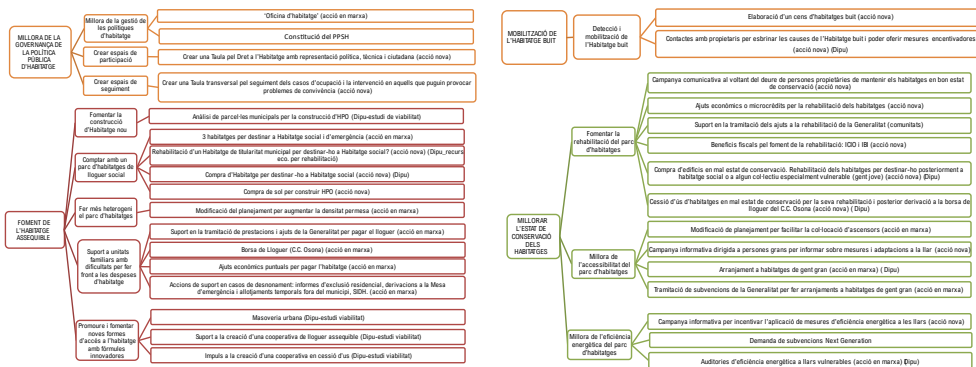 MILLORA DE LA
GOVERNANÇA DE
LA POLÍTICA
PÚBLICA
D'HABITATGE
Millora de la gestió de
les polítiques
d'habitatge
'Oficina d'habitatge' (acció en marxa)
Constitució del PPSH
Crear espais de
participació
Crear una Taula pel Dret a l'Habitatge amb representació política, tècnica i ciutadana (acció nova)
Crear espais de
seguiment
Crear una Taula transversal pel seguiment dels casos d'ocupació i la intervenció en aquells que puguin provocar
problemes de convivència (acció nova)
FOMENT DE
L'HABITATGE
ASSEQUIBLE
Fomentar la
construcció
d'Habitatge nou
Anàlisi de parcel·les municipals per la construcció d'HPO (Dipu-estudi de viabilitat)
Comptar amb un
parc d'habitatges de
lloguer social
3 habitatges per destinar a Habitatge social i d'emergència (acció en marxa)
Rehabilitació d'un Habitatge de titularitat municipal per destinar-ho a Habitatge social? (acció nova) (Dipu_recurs
eco. per rehabilitació)
Compra d'Habitatge per destinar-ho a Habitatge social (acció nova) (Dipu)
Compra de sol per construir HPO (acció nova)
Fer més heterogeni
el parc d'habitatges
Modificació del planejament per augmentar la densitat permesa (acció en marxa)
Suport a unitats
familiars amb
dificultats per fer
front a les despeses
d'habitatge
Suport en la tramitació de prestacions i ajuts de la Generalitat per pagar el lloguer (acció en marxa)
Borsa de Lloguer (C.C. Osona) (acció en marxa)
Ajuts econòmics puntuals per pagar l'habitatge (acció en marxa)
Accions de suport en casos de desnonament: informes d'exclusió residencial, derivacions a la Mesa
d'emergència i allotjaments temporals fora del municipi, SIDH. (acció en marxa)
Promoure i fomentar
noves formes
d'accés a l'habitatge
amb fórmules
innovadores
Masoveria urbana (Dipu-estudi viabilitat)
Suport a la creació d'una cooperativa de lloguer assequible (Dipu-estudi viabilitat)
Impuls a la creació d'una cooperativa en cessió d'us (Dipu-estudi viabilitat)
MOBILITZACIÓ DE
L'HABITATGE BUIT
Detecció i
mobilització de
l'Habitatge buit
Elaboració d'un cens d'habitatges buit (acció nova)
Contactes amb propietaris per esbrinar les causes de l'Habitatge buit i poder oferir mesures encentivadores
(acció nova) (Dipu)
MILLORAR
L'ESTAT DE
CONSERVACIÓ
DELS
HABITATGES
Fomentar la
rehabilitació del parc
d'habitatges
Campanya comunicativa al voltant del deure de persones propietàries de mantenir els habitatges en bon estat
de conservació (acció nova)
Ajuts econòmics o microcrèdits per la rehabilitació dels habitatges (acció nova)
Suport en la tramitació dels ajuts a la rehabilitació de la Generalitat (comunitats)
Beneficis fiscals pel foment de la rehabilitació: ICIO i IBI (acció nova)
Compra d'edificis en mal estat de conservació. Rehabilitació dels habitatges per destinar-ho posteriorment a
habitatge social o a algun col·lectiu especialment vulnerable (gent jove) (acció nova) (Dipu)
Cessió d'ús d'habitatges en mal estat de conservació per la seva rehabilitació i posterior derivació a la borsa de
lloguer del C.C. Osona (acció nova) (Dipu)
Millora de
l'accessibilitat del
parc d'habitatges
Modificació de planejament per facilitar la col·locació d'ascensors (acció en marxa)
Campanya informativa dirigida a persones grans per informar sobre mesures i adaptacions a la llar (acció nova)
Arranjament a habitatges de gent gran (acció en marxa) ( Dipu)
Tramitació de subvencions de la Generalitat per fer arranjaments a habitatges de gent gran (acció en marxa)
Millora de l'eficiència
energètica del parc
d'habitatges
Campanya informativa per incentivar l'aplicació de mesures d'eficiència energètica a les llars (acció nova)
Demanda de subvencions Next Generation
Auditories d'eficiència energètica a llars vulnerables (acció en marxa) (Dipu)